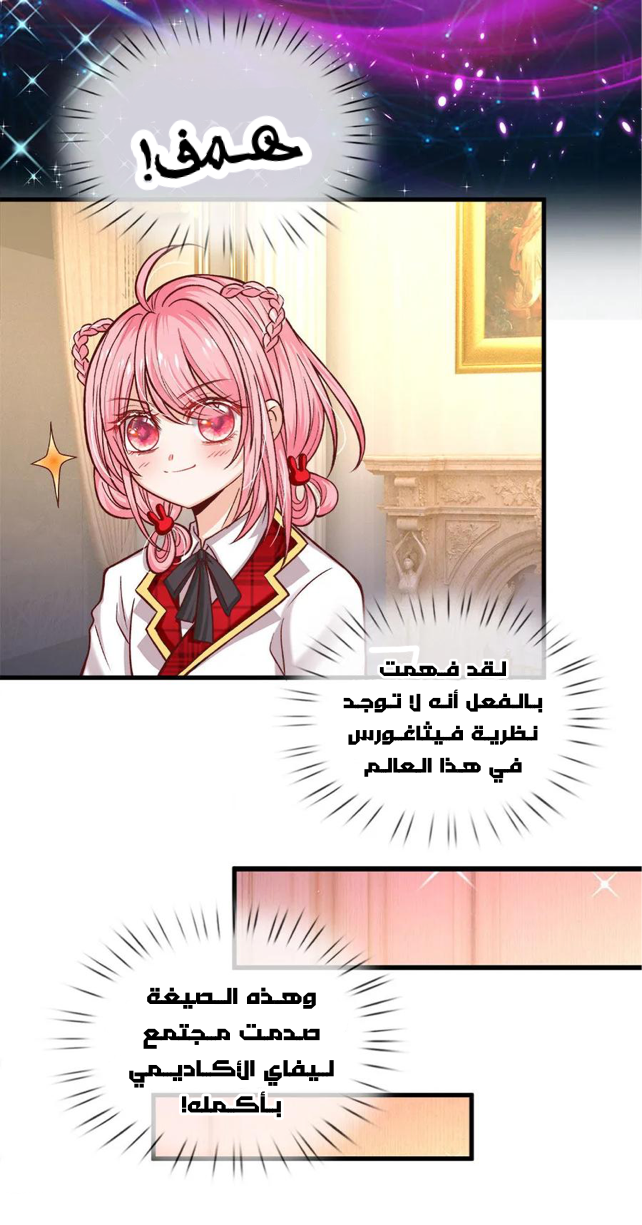 همف!
لقد فهمت
بالفعل أنه لا توجد
نظرية فيثاغورس
في هذا العالم
وهذه الصيغة
صدمت مجتمع
ليفاي الأكاديمي
بأكمله!